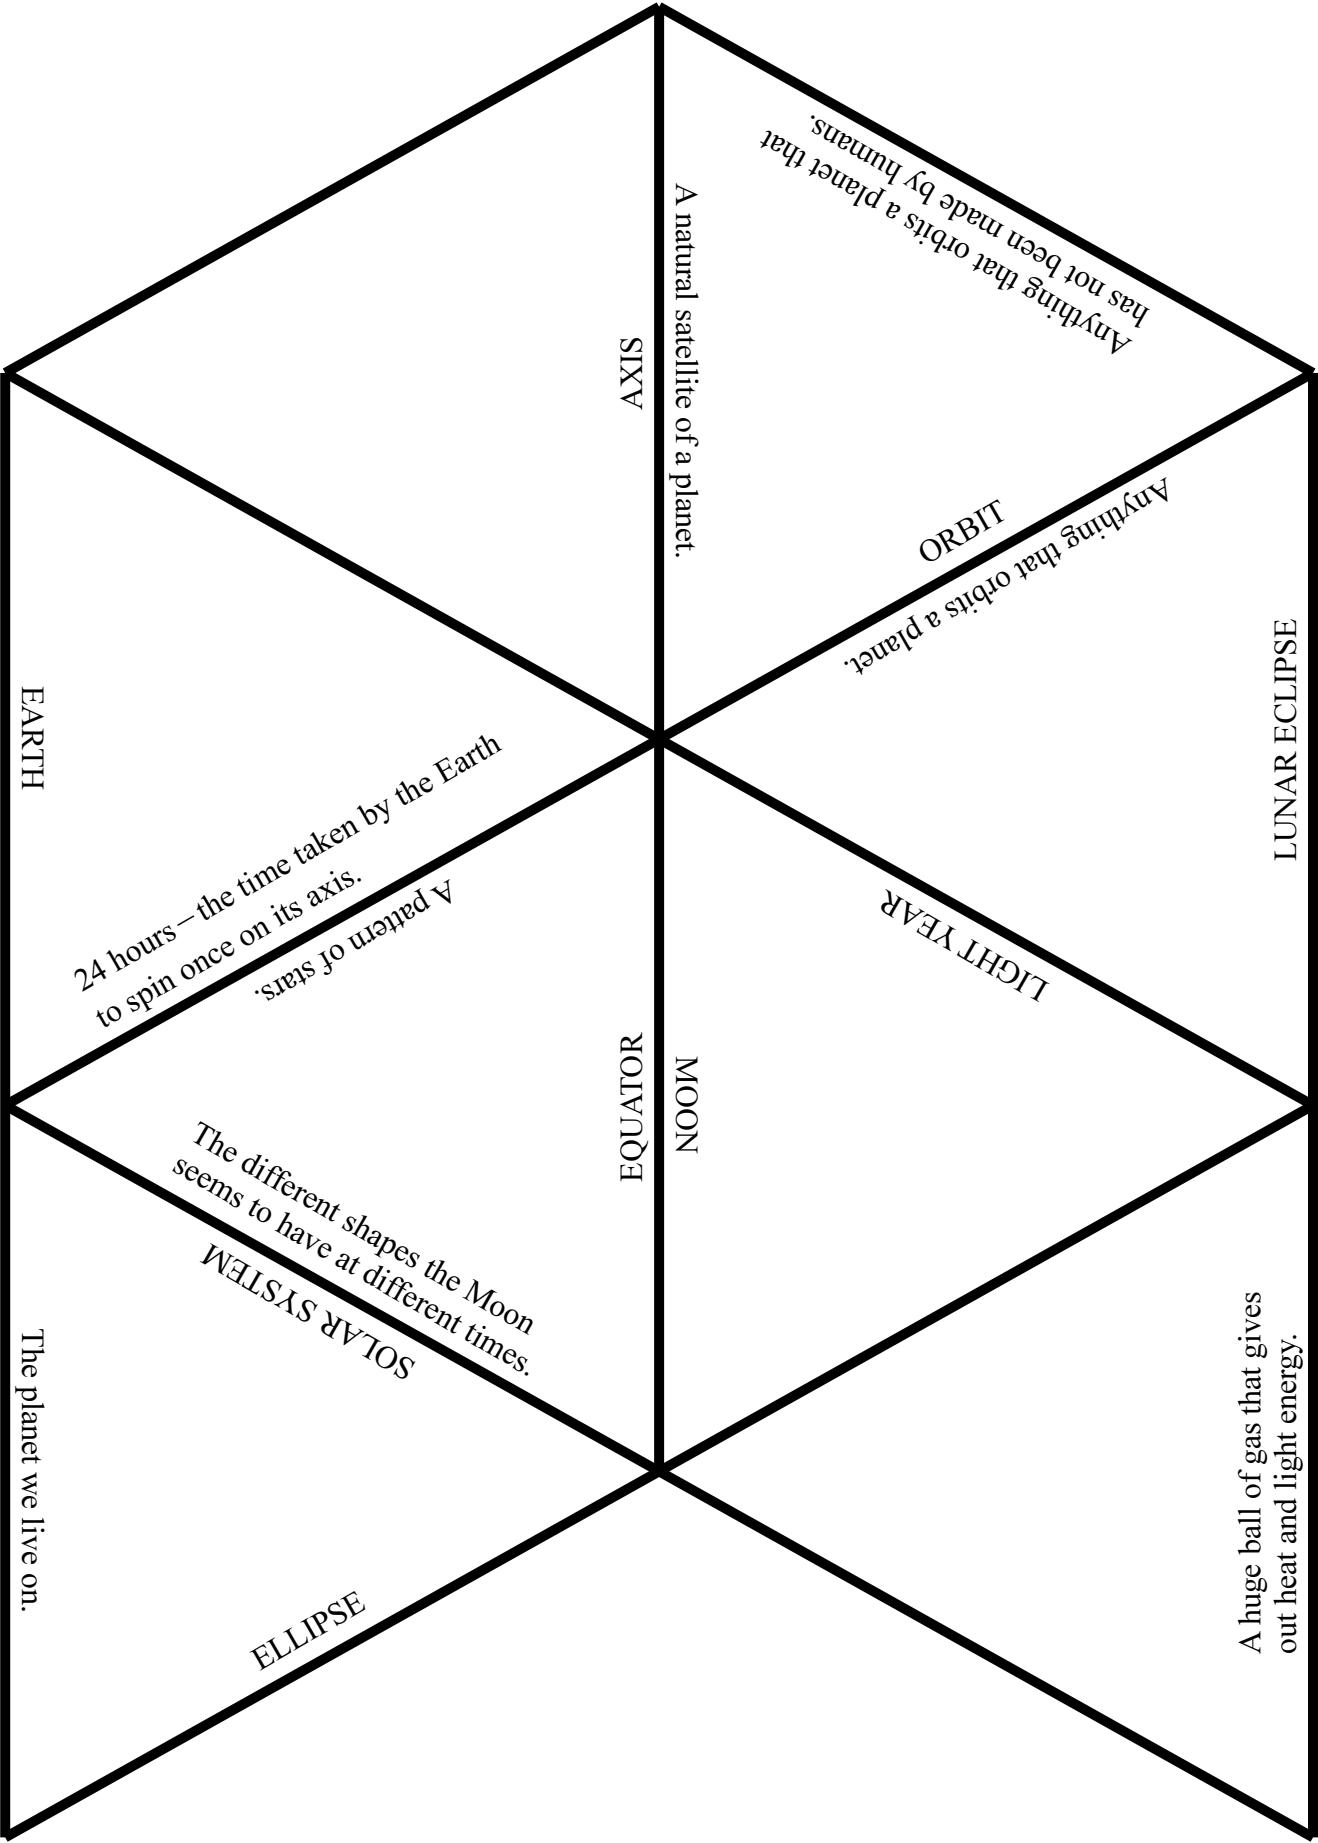 Anything that orbits a planet that
has not been made by humans.
A natural satellite of a planet.
AXIS
ORBIT
Anything that orbits a planet.
LUNAR ECLIPSE
EARTH
24 hours – the time taken by the Earth
to spin once on its axis.
A pattern of stars.
LIGHT YEAR
EQUATOR
MOON
The different shapes the Moon
seems to have at different times.
SOLAR SYSTEM
The planet we live on.
A huge ball of gas that gives
out heat and light energy.
ELLIPSE